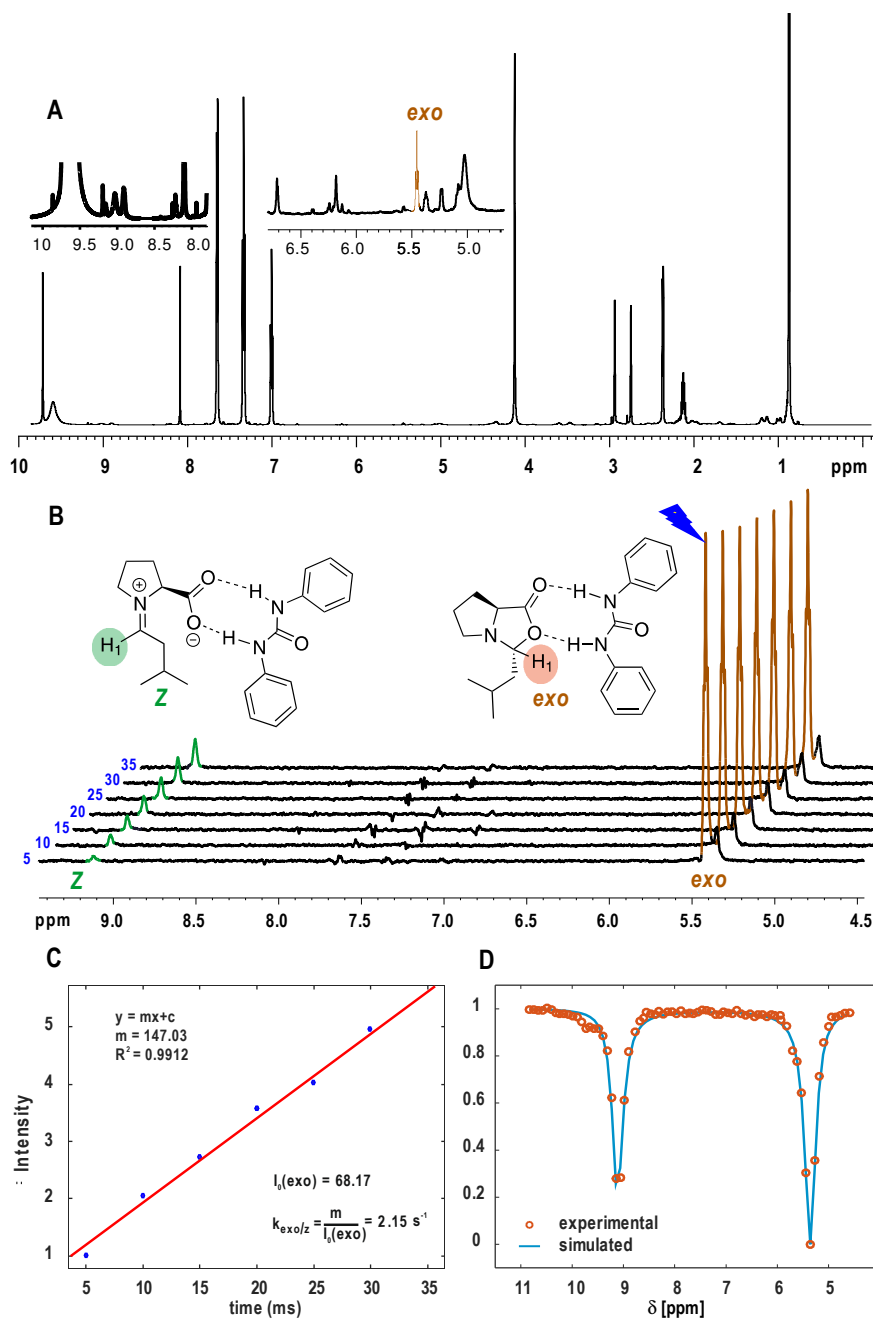 A
exo
10 9.5 9.0 8.5 8.0
6.5 6.0 5.5 5.0
10 9 8 7 6 5 4 3 2 1 ppm
B
O
H
N
⊕
N
O
⊖
H
N
O
H1
Z
O
H
N
N
O
H
N
O
H1
exo
35
30
25
20
15
10
5
Z
exo
ppm 9.0 8.5 8.0 7.5 7.0 6.5 6.0 5.5 5.0 4.5
C
y = mx+c
m = 147.03
R² = 0.9912
Intensity
5
4
3
2
1
I₀(exo) = 68.17
k exo/z = m / I₀(exo) = 2.15 s⁻¹
5 10 15 20 25 30 35
time (ms)
D
1
0.8
0.6
0.4
0.2
0
experimental
simulated
11 10 9 8 7 6 5
δ [ppm]